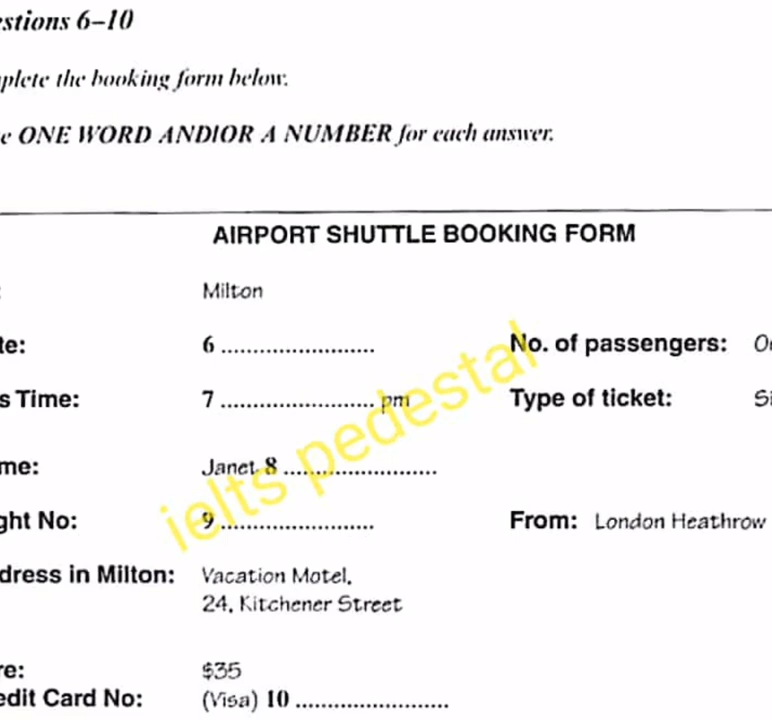 estions 6–10
plete the booking form below.
e ONE WORD AND/OR A NUMBER for each answer.
AIRPORT SHUTTLE BOOKING FORM
: Milton
te: 6 ........................ No. of passengers: O
s Time: 7 ........................ pm Type of ticket: Si
me: Janet 8 ........................
ght No: 9 ........................ From: London Heathrow
dress in Milton: Vacation Motel,
24, Kitchener Street
re: $35
edit Card No: (Visa) 10 ........................
ielts pedestal